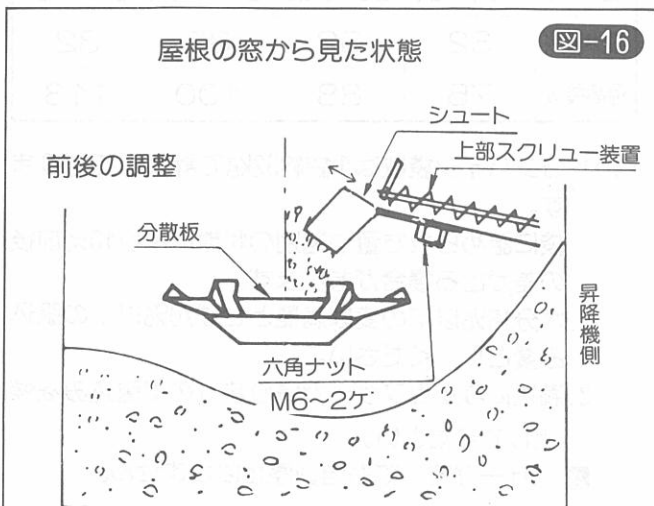 屋根の窓から見た状態
図-16
シュート
上部スクリュー装置
前後の調整
分散板
昇降機側
六角ナット
M6～2ケ